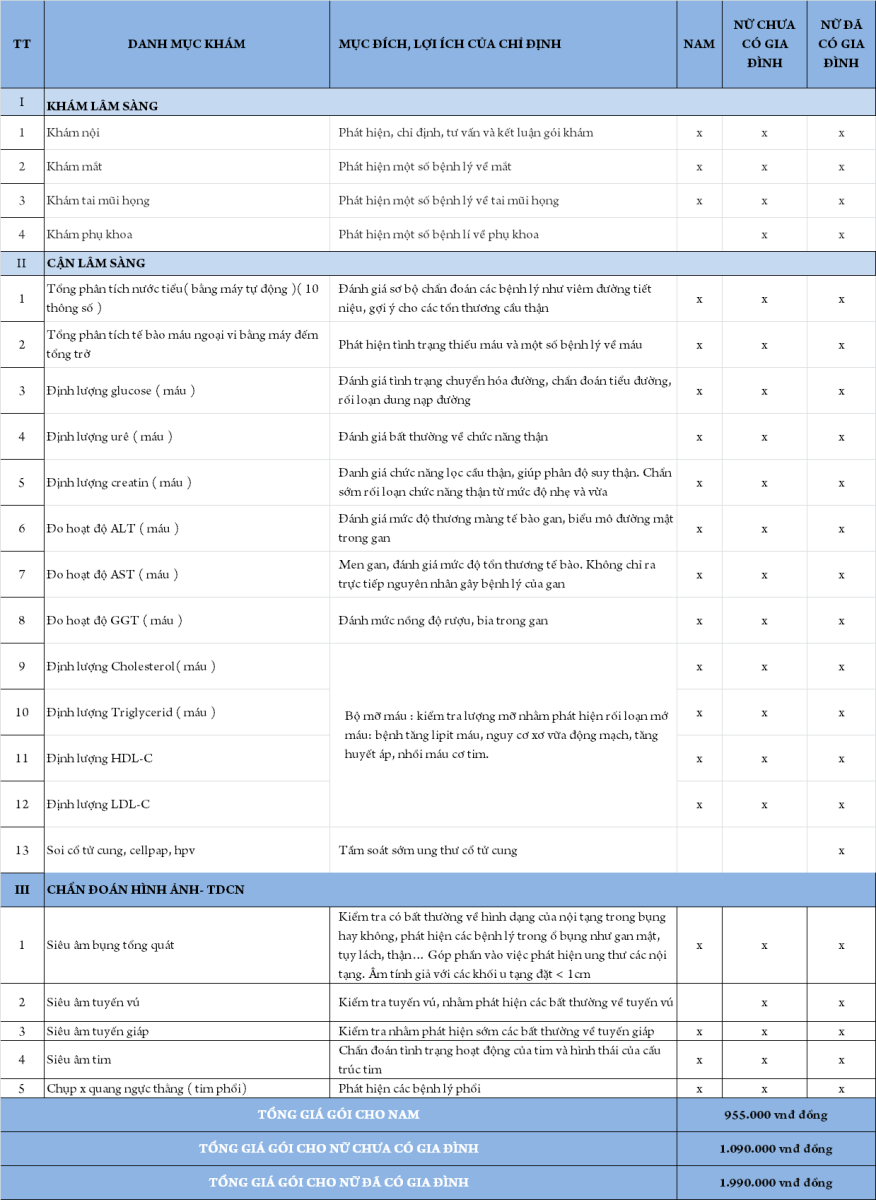 TT
DANH MỤC KHÁM
MỤC ĐÍCH, LỢI ÍCH CỦA CHỈ ĐỊNH
NAM
NỮ CHƯA
CÓ GIA
ĐÌNH
NỮ ĐÃ
CÓ GIA
ĐÌNH
I
KHÁM LÂM SÀNG
1 Khám nội Phát hiện, chỉ định, tư vấn và kết luận gói khám x x x
2 Khám mắt Phát hiện một số bệnh lý về mắt x x x
3 Khám tai mũi họng Phát hiện một số bệnh lý về tai mũi họng x x x
4 Khám phụ khoa Phát hiện một số bệnh lí về phụ khoa x x
II CẬN LÂM SÀNG
1
Tổng phân tích nước tiểu( bằng máy tự động )( 10
thông số )
Đánh giá sơ bộ chẩn đoán các bệnh lý như viêm đường tiết
niệu, gợi ý cho các tổn thương cầu thận
x x x
2
Tổng phân tích tế bào máu ngoại vi bằng máy đếm
tổng trở
Phát hiện tình trạng thiếu máu và một số bệnh lý về máu
x x x
3
Định lượng glucose ( máu )
Đánh giá tình trạng chuyển hóa đường, chẩn đoán tiểu đường,
rối loạn dung nạp đường
x x x
4 Định lượng urê ( máu ) Đánh giá bất thường về chức năng thận x x x
5
Định lượng creatin ( máu )
Đanh giá chức năng lọc cầu thận, giúp phân độ suy thận. Chẩn
sớm rối loạn chức năng thận từ mức độ nhẹ và vừa
x x x
6
Đo hoạt độ ALT ( máu )
Đánh giá mức độ thương màng tế bào gan, biểu mô đường mật
trong gan
x x x
7
Đo hoạt độ AST ( máu )
Men gan, đánh giá mức độ tổn thương tế bào. Không chỉ ra
trực tiếp nguyên nhân gây bệnh lý của gan
x x x
8 Đo hoạt độ GGT ( máu ) Đánh mức nồng độ rượu, bia trong gan x x x
9 Định lượng Cholesterol( máu ) x x x
10 Định lượng Triglycerid ( máu ) x x x
Bộ mỡ máu : kiểm tra lượng mỡ nhằm phát hiện rối loạn mớ
máu: bệnh tăng lipit máu, nguy cơ xơ vữa động mạch, tăng
huyết áp, nhồi máu cơ tim.
11 Định lượng HDL-C x x x
12 Định lượng LDL-C x x x
13 Soi cổ tử cung, cellpap, hpv Tầm soát sớm ung thư cổ tử cung x
III CHẨN ĐOÁN HÌNH ẢNH- TDCN
1
Siêu âm bụng tổng quát
Kiểm tra có bất thường về hình dạng của nội tạng trong bụng
hay không, phát hiện các bệnh lý trong ổ bụng như gan mật,
tụy lách, thận... Góp phần vào việc phát hiện ung thư các nội
tạng. Âm tính giả với các khối u tạng đặt < 1cm
x x x
2 Siêu âm tuyến vú Kiểm tra tuyến vú, nhằm phát hiện các bất thường về tuyến vú x x
3 Siêu âm tuyến giáp Kiểm tra nhằm phát hiện sớm các bất thường về tuyến giáp x x x
4
Siêu âm tim
Chẩn đoán tình trạng hoạt động của tim và hình thái của cấu
trúc tim
x x x
5 Chụp x quang ngực thẳng ( tim phổi) Phát hiện các bệnh lý phổi x x x
TỔNG GIÁ GÓI CHO NAM 955.000 vnđ đồng
TỔNG GIÁ GÓI CHO NỮ CHƯA CÓ GIA ĐÌNH 1.090.000 vnđ đồng
TỔNG GIÁ GÓI CHO NỮ ĐÃ CÓ GIA ĐÌNH 1.990.000 vnđ đồng